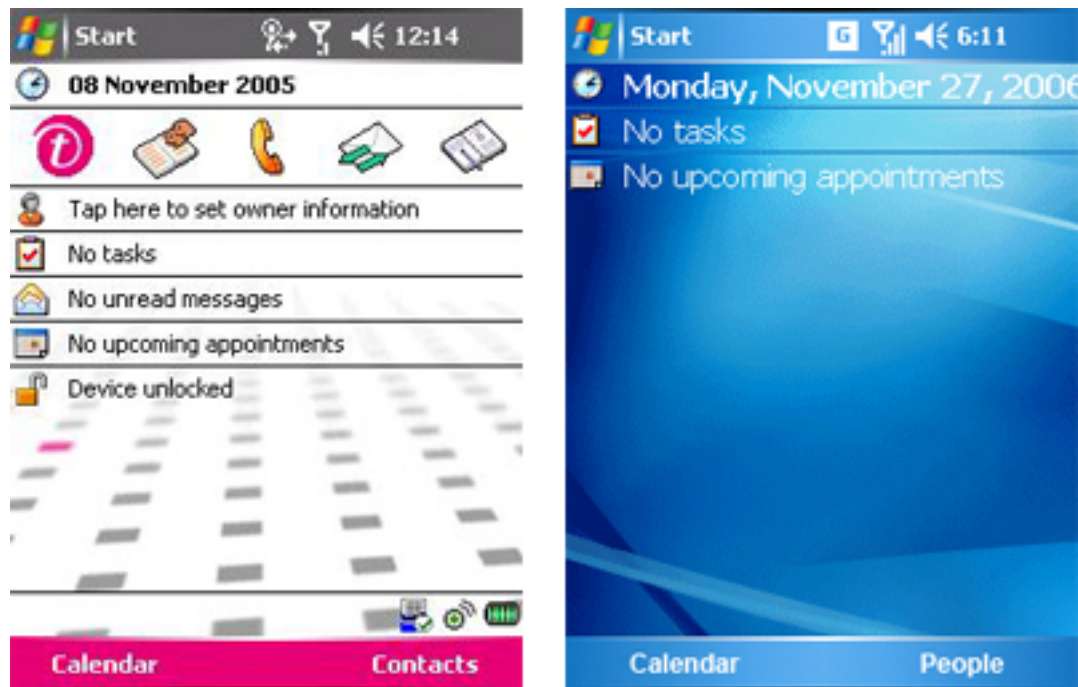 Start 12:14
08 November 2005
t
Tap here to set owner information
No tasks
No unread messages
No upcoming appointments
Device unlocked
Calendar Contacts
Start G 6:11
Monday, November 27, 2006
No tasks
No upcoming appointments
Calendar People